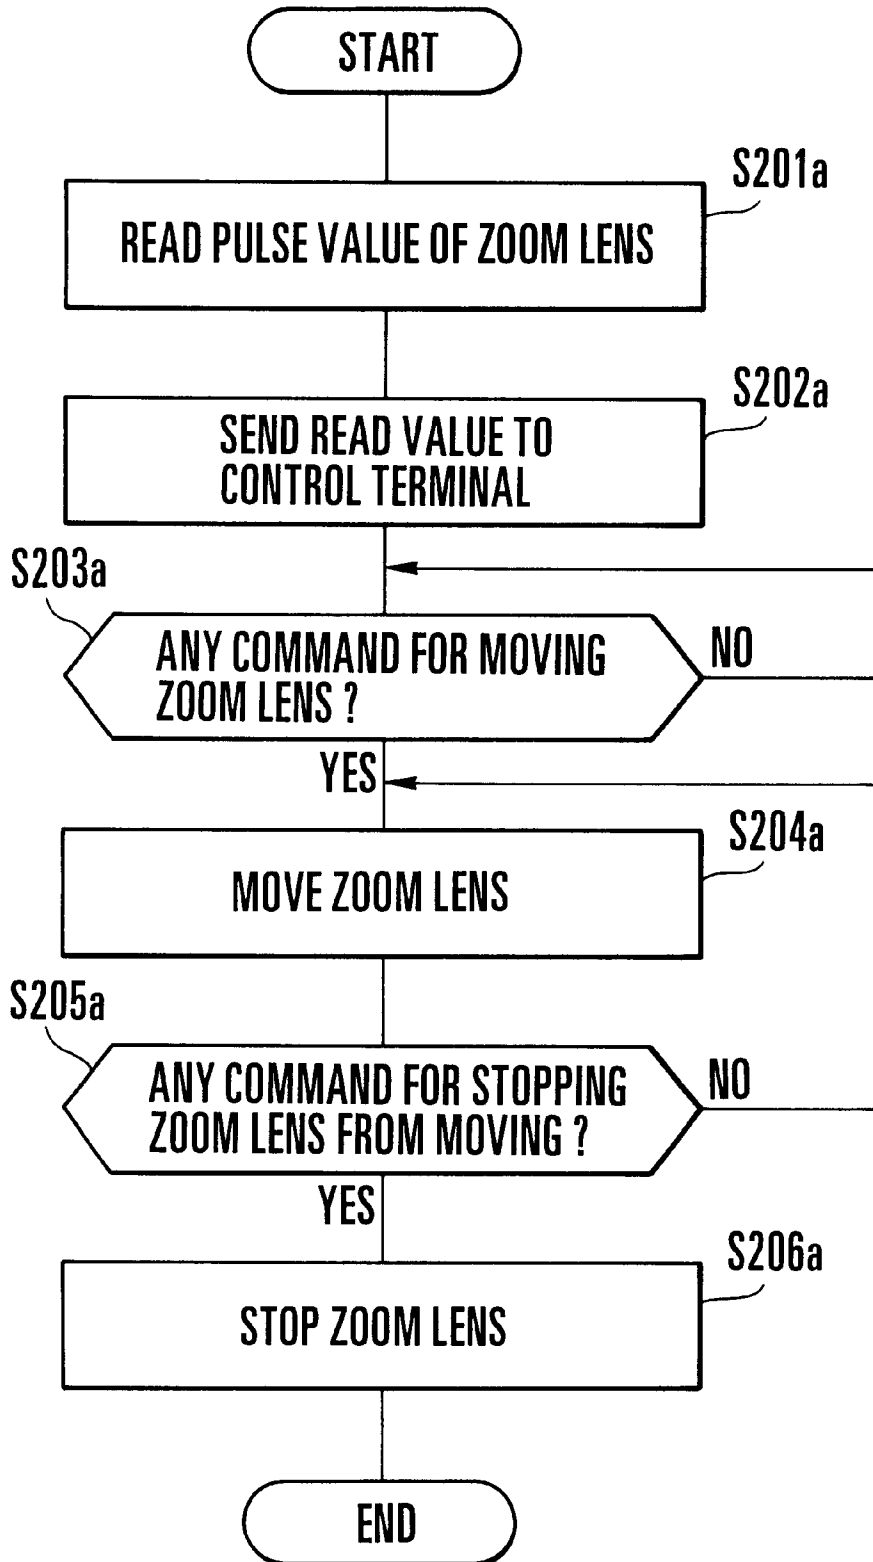 START
S201a
READ PULSE VALUE OF ZOOM LENS
S202a
SEND READ VALUE TO
CONTROL TERMINAL
S203a
ANY COMMAND FOR MOVING
ZOOM LENS ?
NO
YES
S204a
MOVE ZOOM LENS
S205a
ANY COMMAND FOR STOPPING
ZOOM LENS FROM MOVING ?
NO
YES
S206a
STOP ZOOM LENS
END